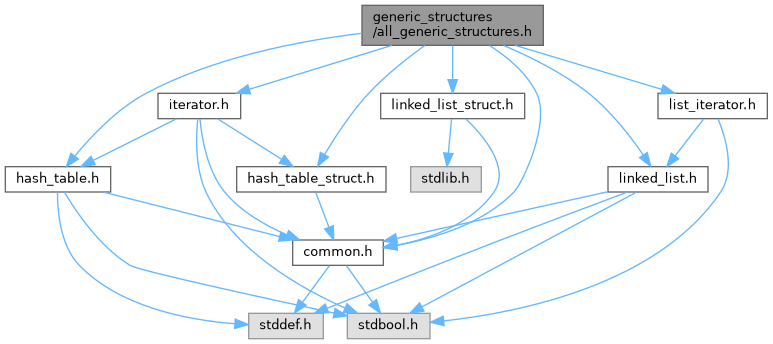 generic_structures
/all_generic_structures.h
iterator.h
linked_list_struct.h
list_iterator.h
hash_table.h
hash_table_struct.h
stdlib.h
linked_list.h
common.h
stddef.h
stdbool.h